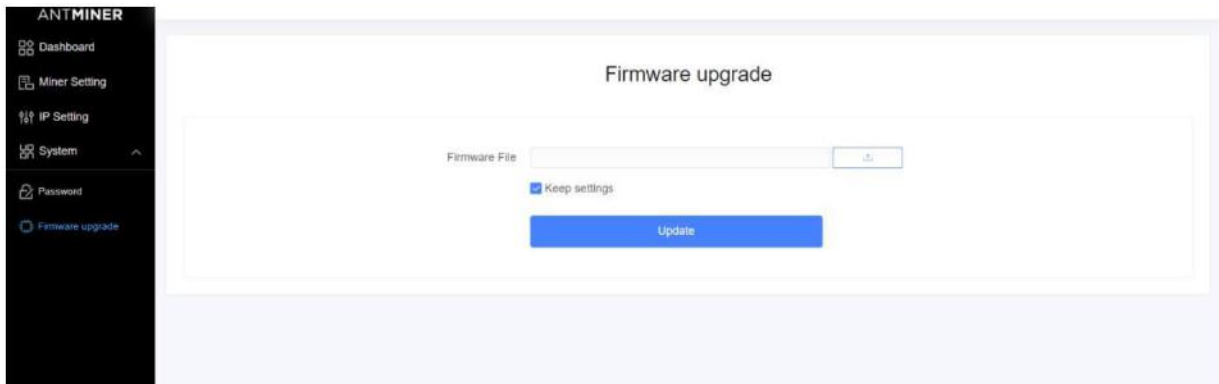 ANTMINER
Dashboard
Miner Setting
IP Setting
System
Password
Firmware upgrade
Firmware upgrade
Firmware File
Keep settings
Update